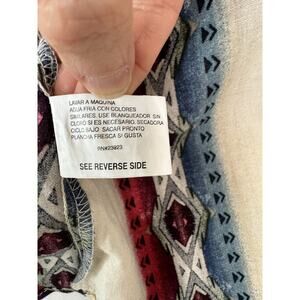 LAVAR A MAQUINA
AGUA FRIA CON COLORES
SIMILARES. USE BLANQUEADOR SIN
CLORO SI ES NECESARIO. SECADORA
CICLO BAJO SACAR PRONTO
PLANCHA FRESCA SI GUSTA
RN#23923
SEE REVERSE SIDE